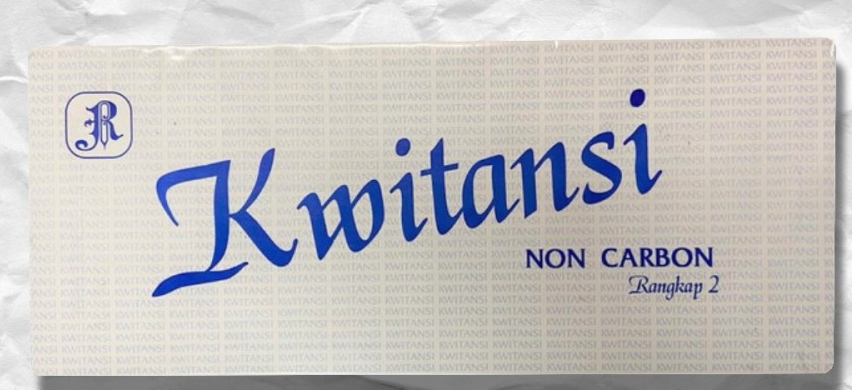 R
Kwitansi
NON CARBON
Rangkap 2